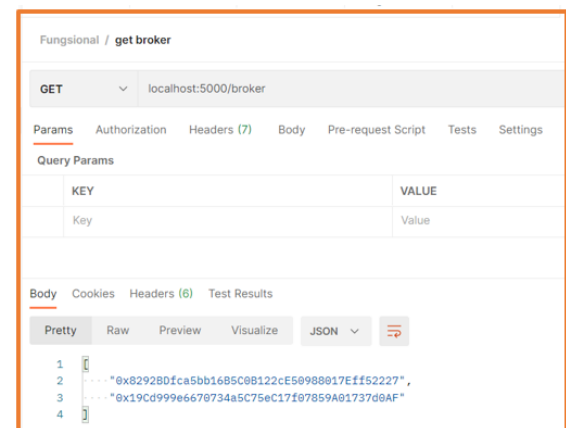 Fungsional / get broker
GET localhost:5000/broker
Params Authorization Headers (7) Body Pre-request Script Tests Settings
Query Params
KEY VALUE
Key Value
Body Cookies Headers (6) Test Results
Pretty Raw Preview Visualize JSON
1 [
2 "0x8292BDfca5bb16B5C0B122cE50988017Eff52227",
3 "0x19Cd999e6670734a5C75eC17f07859A01737d0AF"
4 ]